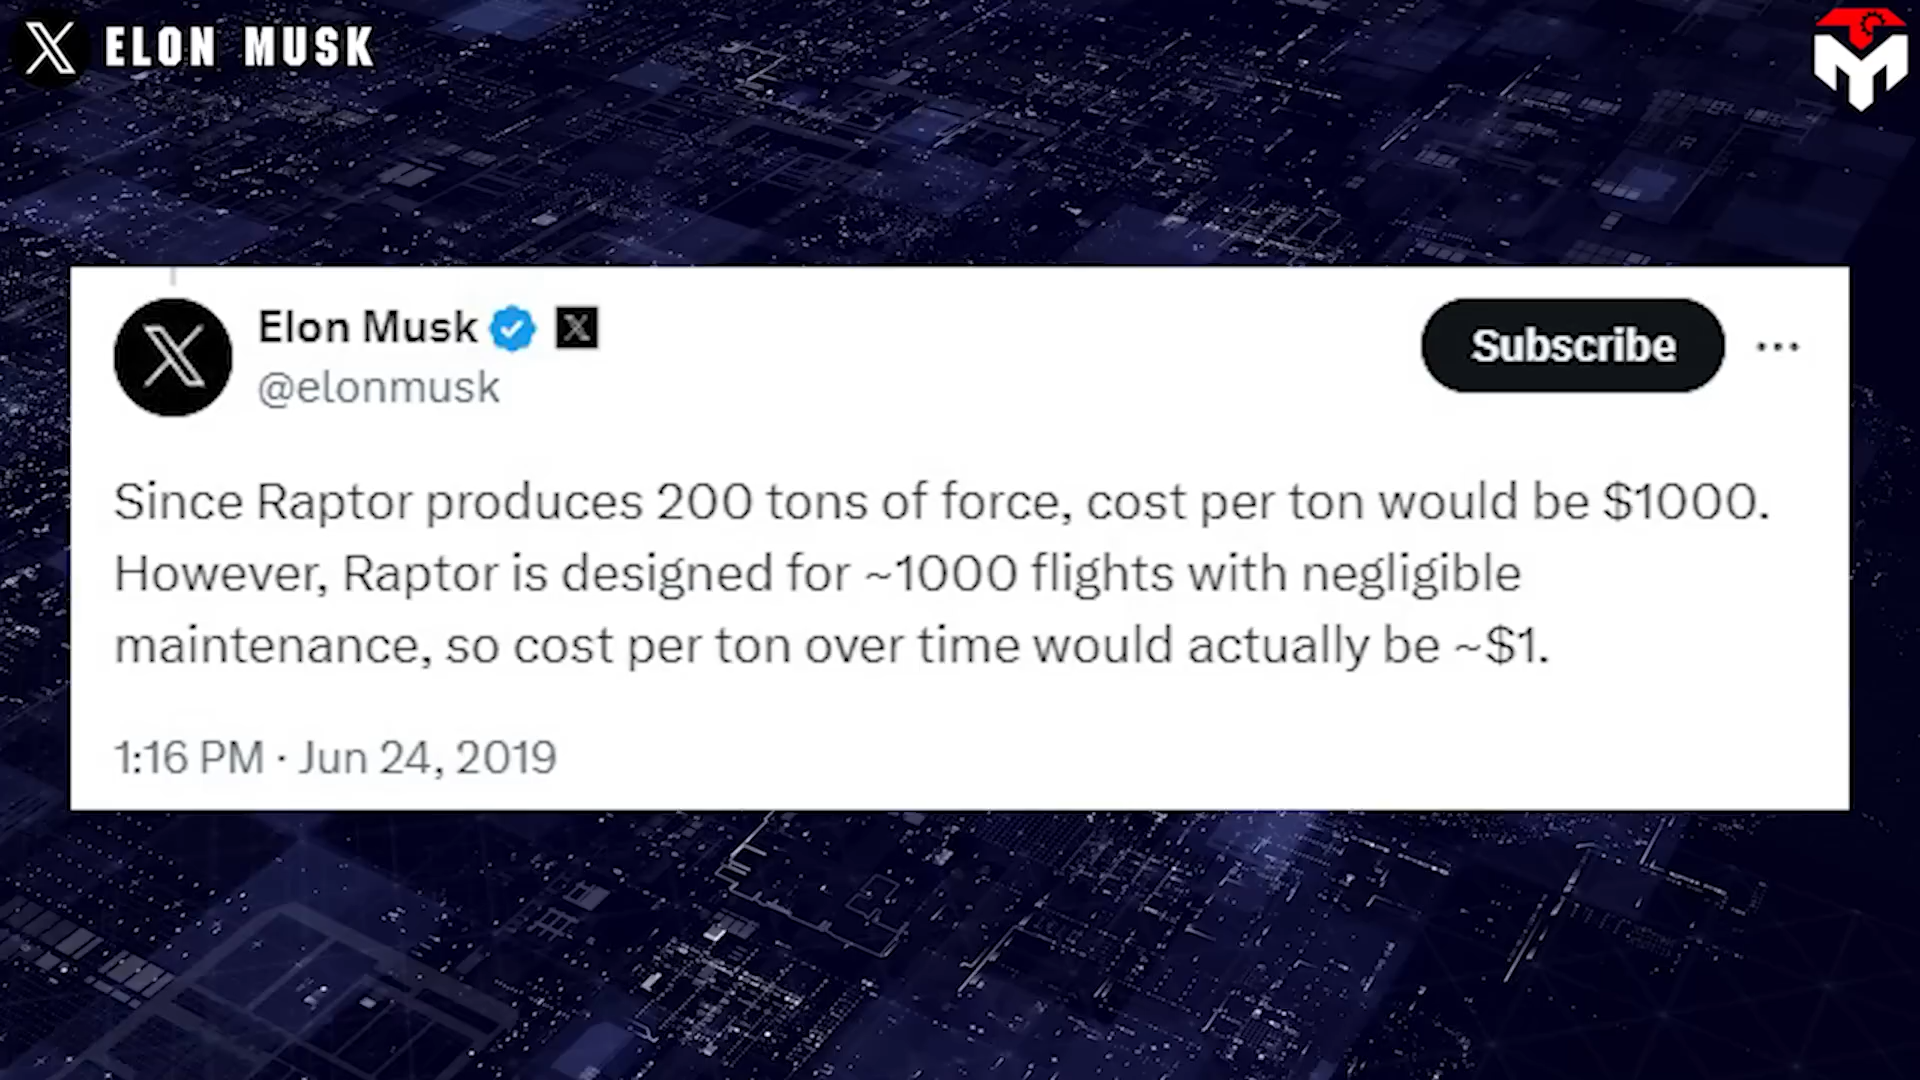 X ELON MUSK
Elon Musk
@elonmusk
Subscribe
Since Raptor produces 200 tons of force, cost per ton would be $1000.
However, Raptor is designed for ~1000 flights with negligible
maintenance, so cost per ton over time would actually be ~$1.
1:16 PM · Jun 24, 2019